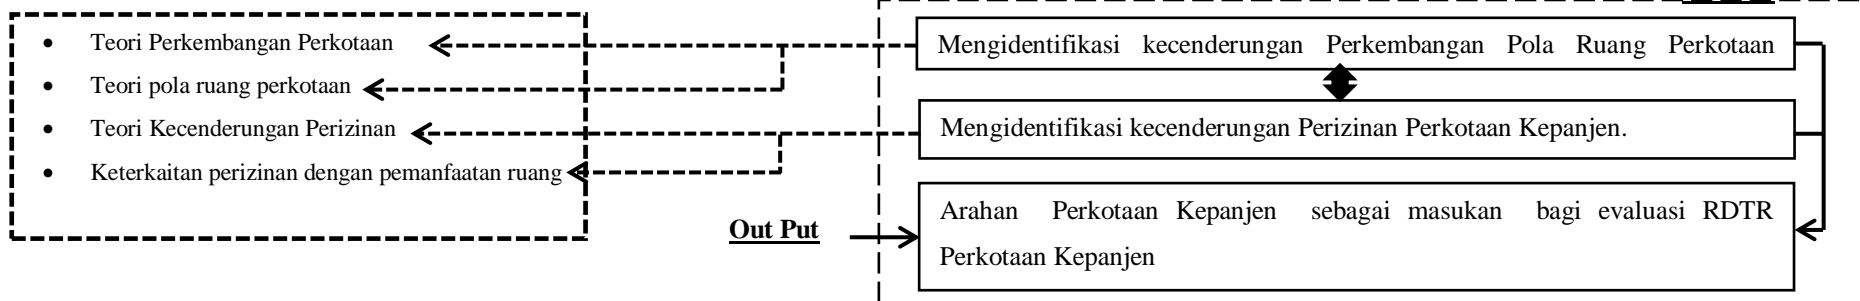 • Teori Perkembangan Perkotaan
• Teori pola ruang perkotaan
• Teori Kecenderungan Perizinan
• Keterkaitan perizinan dengan pemanfaatan ruang
Mengidentifikasi kecenderungan Perkembangan Pola Ruang Perkotaan
Mengidentifikasi kecenderungan Perizinan Perkotaan Kepanjen.
Out Put
Arahan Perkotaan Kepanjen sebagai masukan bagi evaluasi RDTR
Perkotaan Kepanjen